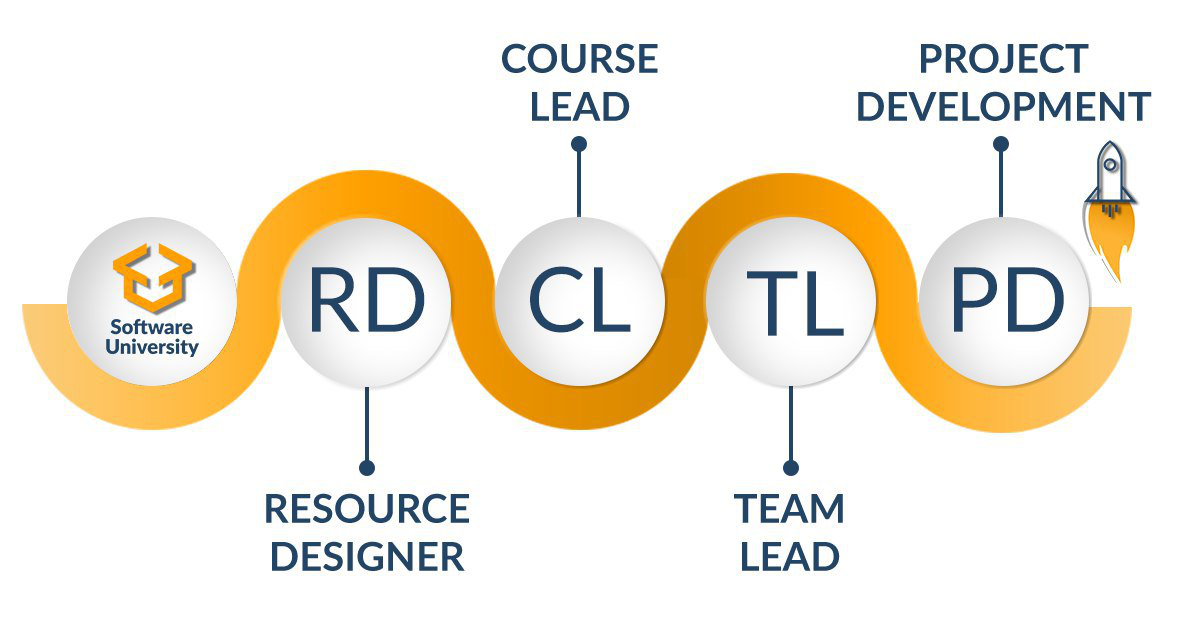 COURSE
LEAD
PROJECT
DEVELOPMENT
Software
University
RD
CL
TL
PD
RESOURCE
DESIGNER
TEAM
LEAD